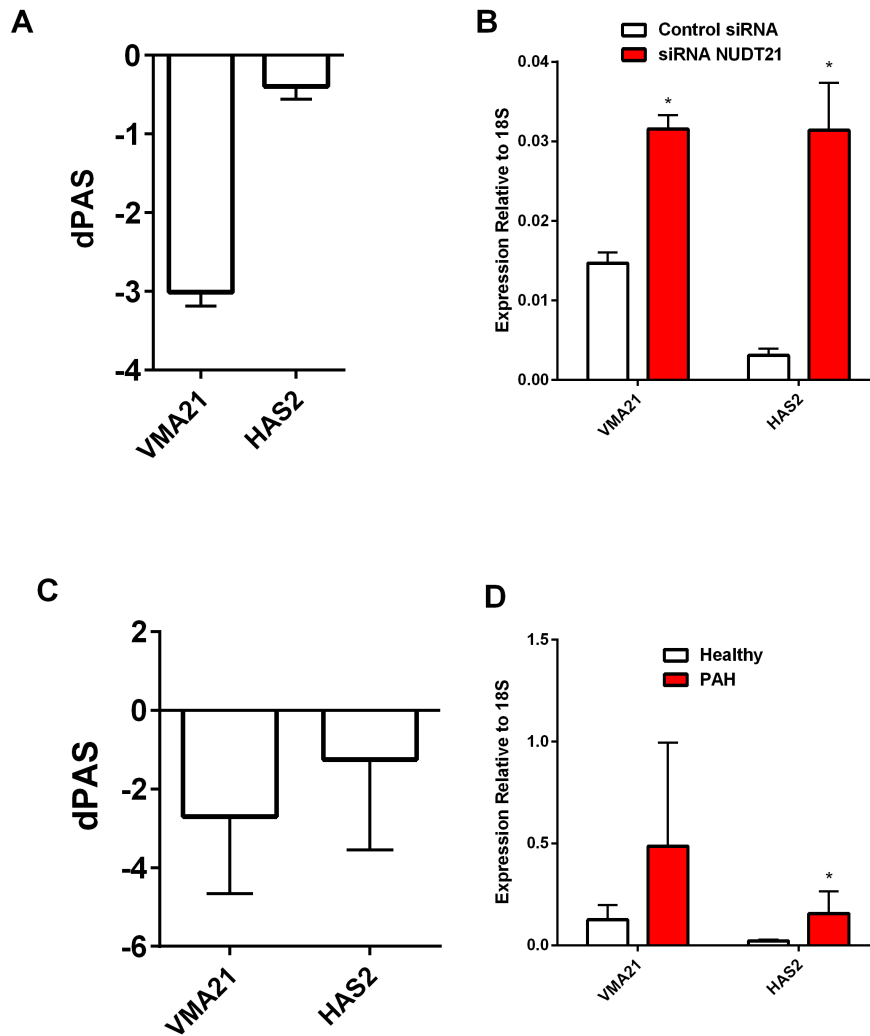 A
0
-1
-2
-3
-4
dPAS
VMA21
HAS2
B
Control siRNA
siRNA NUDT21
0.04
0.03
0.02
0.01
0.00
Expression Relative to 18S
*
*
VMA21
HAS2
C
2
0
-2
-4
-6
dPAS
VMA21
HAS2
D
Healthy
PAH
1.5
1.0
0.5
0.0
Expression Relative to 18S
*
VMA21
HAS2